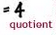 = 4
quotient